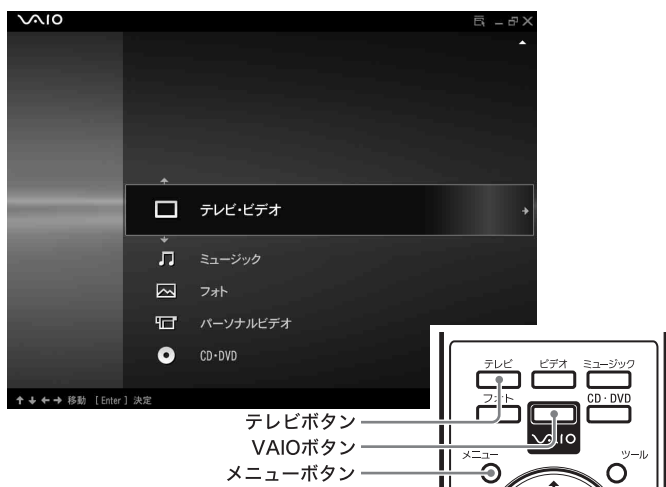 VAIO
テレビ・ビデオ
ミュージック
フォト
パーソナルビデオ
CD・DVD
↑↓←→ 移動 [Enter] 決定
テレビ ビデオ ミュージック
フォト CD・DVD
VAIO
メニュー ツール
テレビボタン
VAIOボタン
メニューボタン